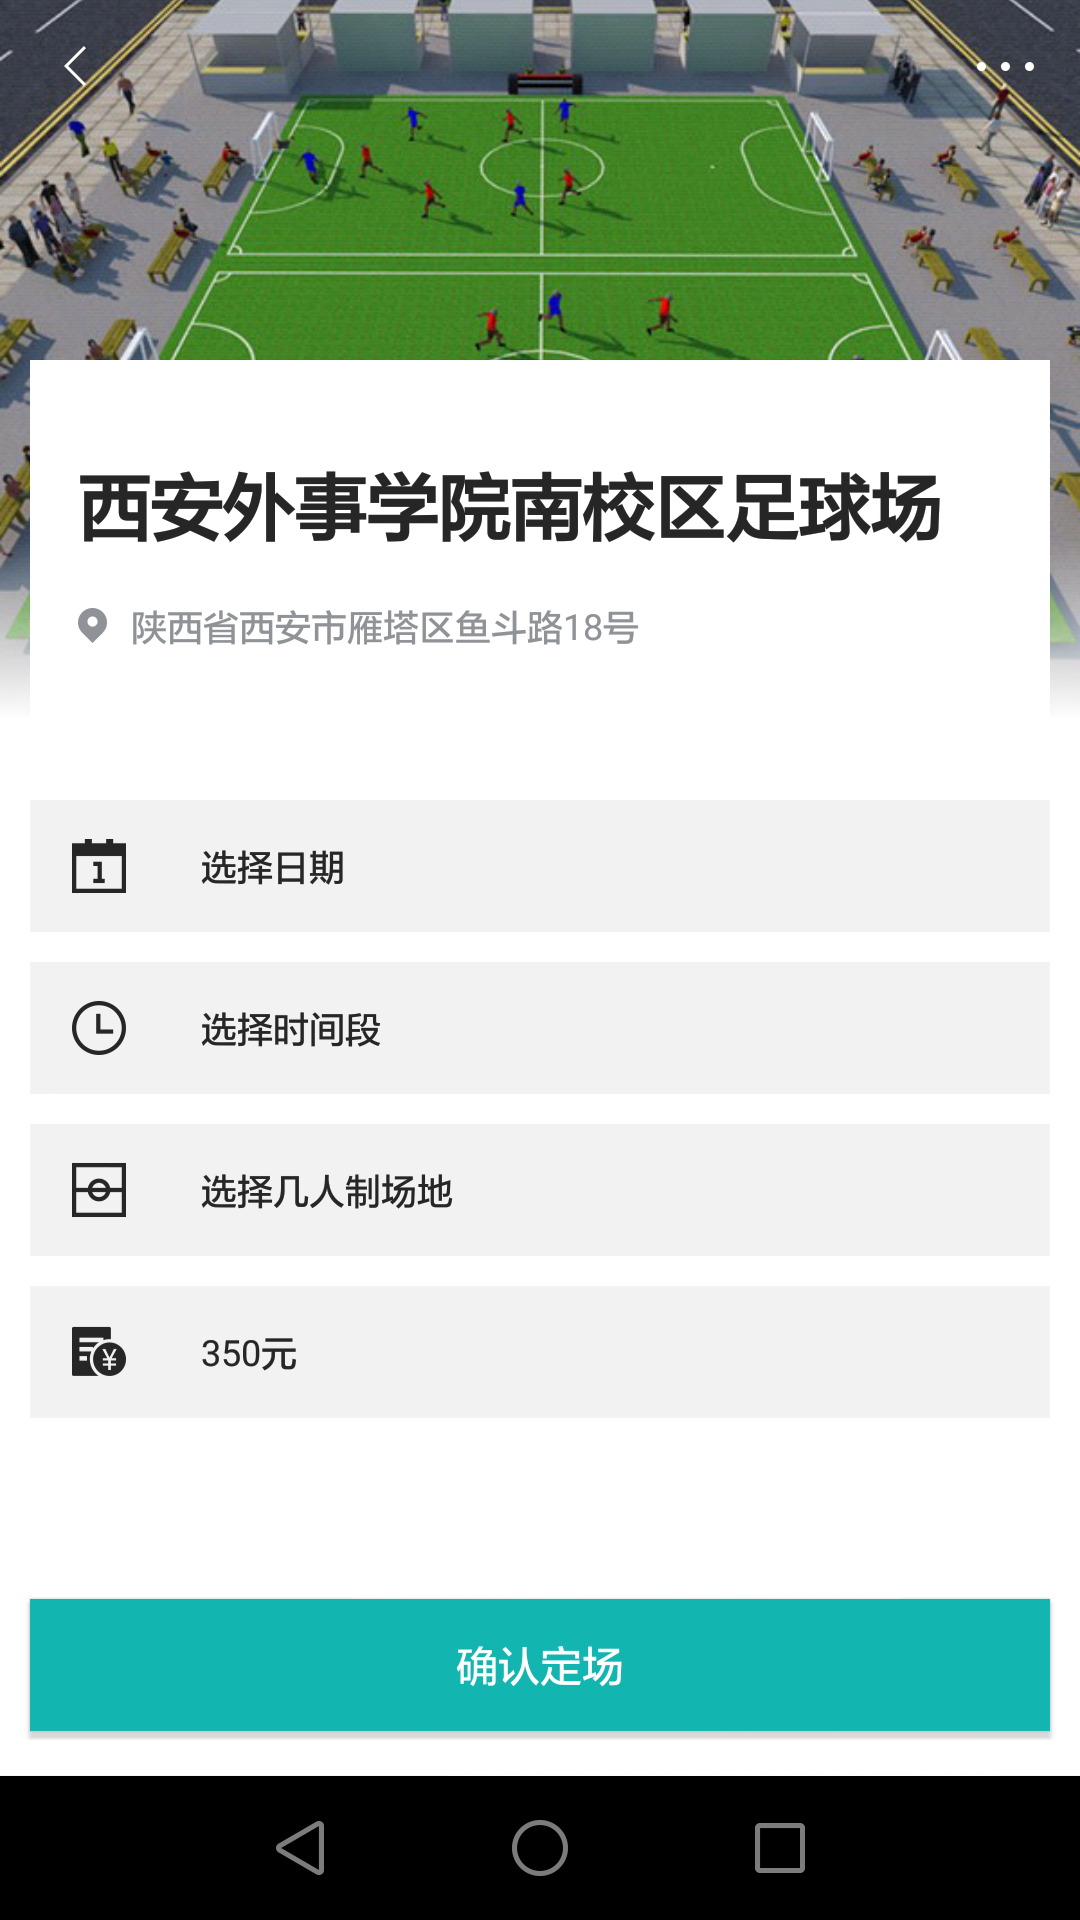 西安外事学院南校区足球场
陕西省西安市雁塔区鱼斗路18号
1
选择日期
选择时间段
选择几人制场地
¥
350元
确认定场